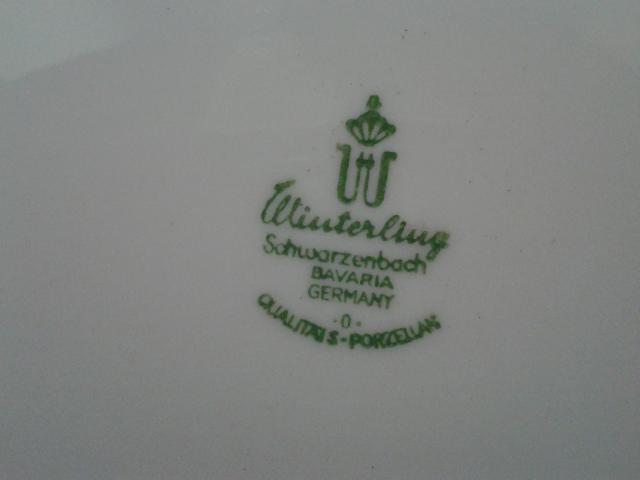 W
Winterling
Schwarzenbach
BAVARIA
GERMANY
·0·
QUALITÄTS-PORZELLAN